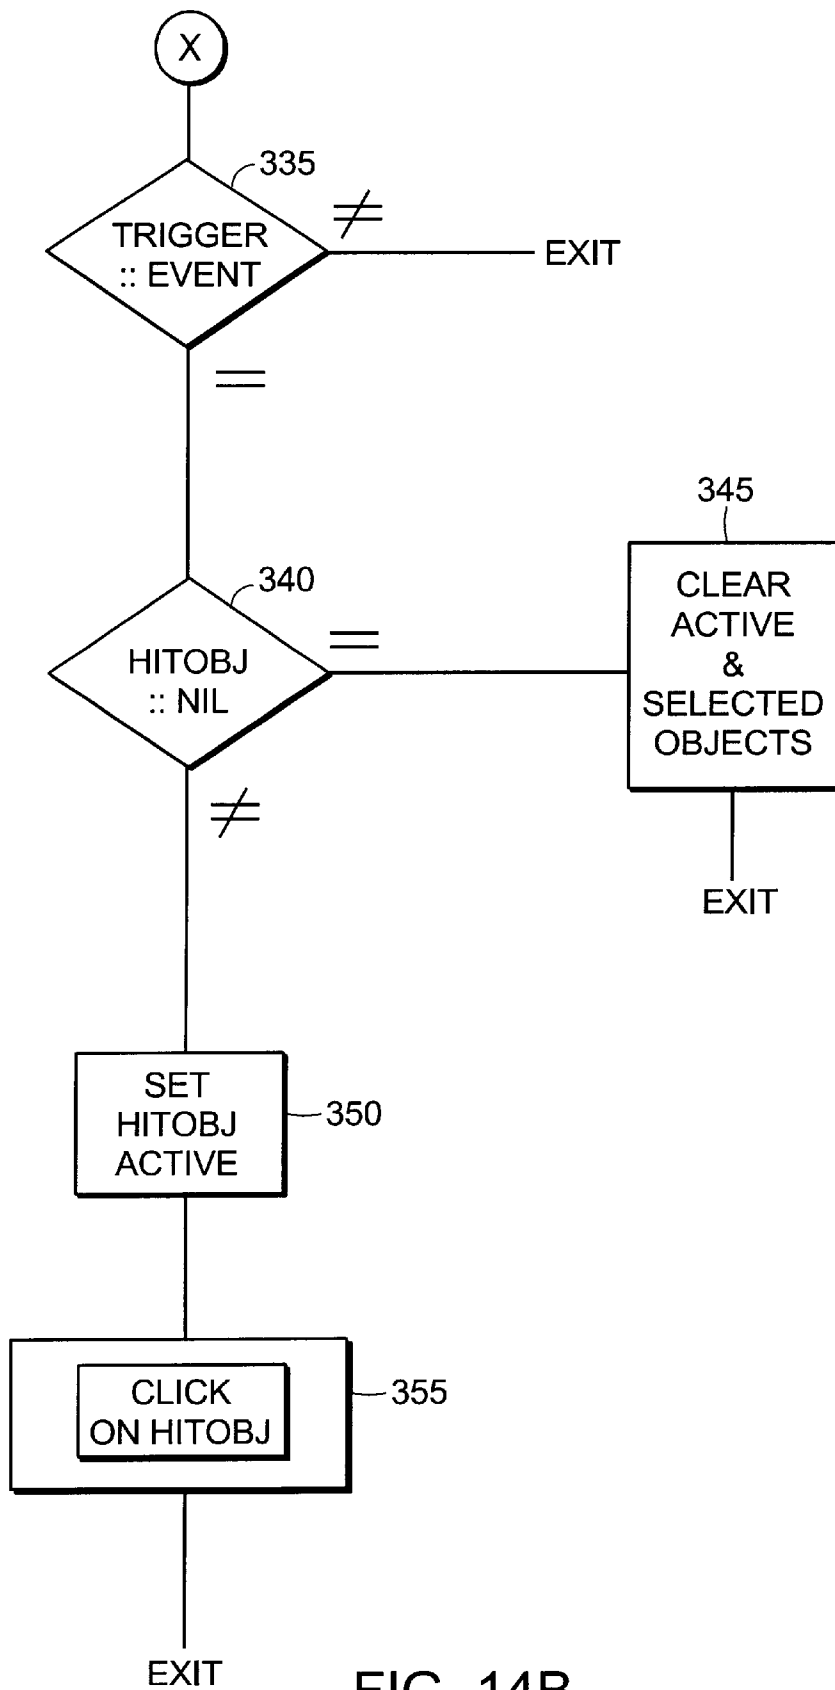 X
335
TRIGGER
:: EVENT
≠
EXIT
=
340
HITOBJ
:: NIL
=
345
CLEAR
ACTIVE
&
SELECTED
OBJECTS
EXIT
≠
SET
HITOBJ
ACTIVE
350
CLICK
ON HITOBJ
355
EXIT
FIG. 14B